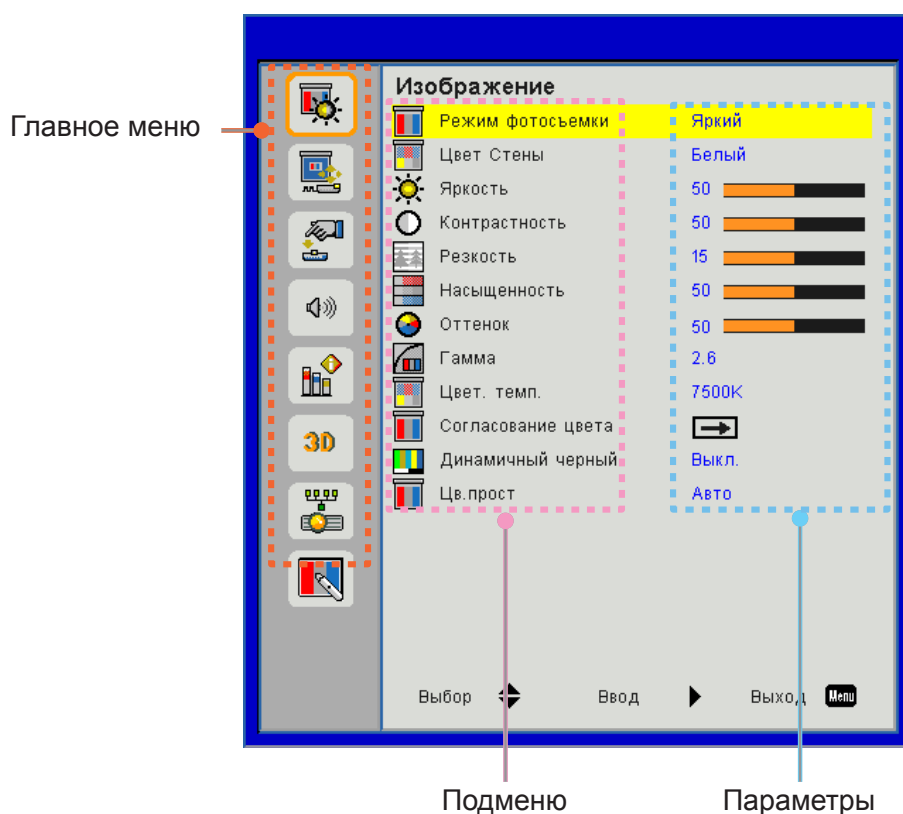 Изображение
Главное меню
Режим фотосъемки Яркий
Цвет Стены Белый
Яркость 50
Контрастность 50
Резкость 15
Насыщенность 50
Оттенок 50
Гамма 2.6
Цвет. темп. 7500K
Согласование цвета
Динамичный черный Выкл.
3D
Цв.прост Авто
Выбор Ввод Выход Menu
Подменю Параметры